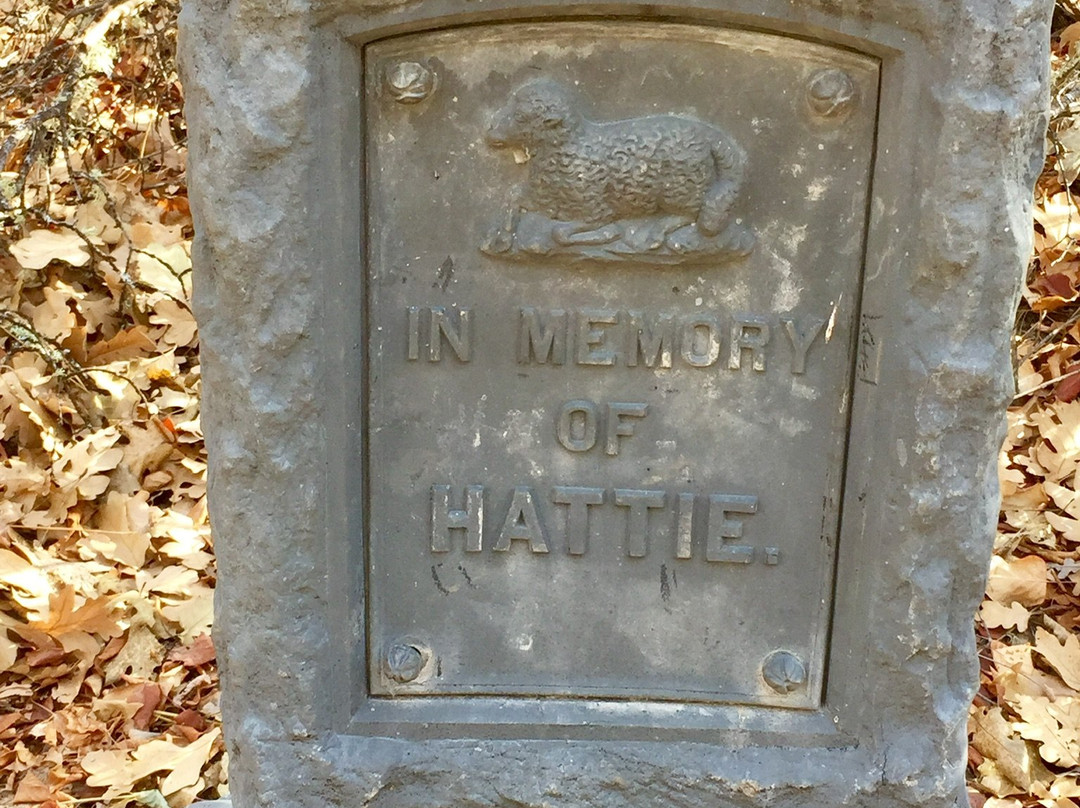 IN MEMORY
OF
HATTIE.